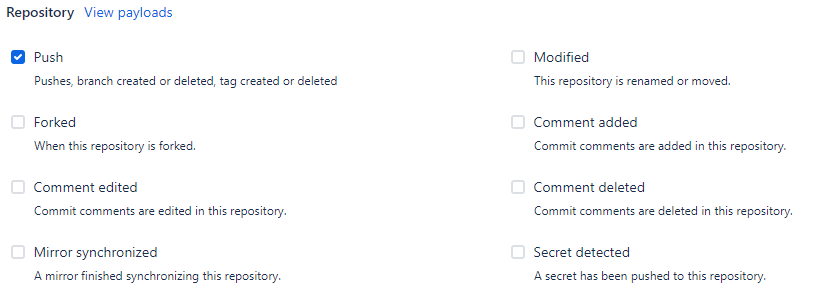 Repository View payloads
Push
Pushes, branch created or deleted, tag created or deleted
Modified
This repository is renamed or moved.
Forked
When this repository is forked.
Comment added
Commit comments are added in this repository.
Comment edited
Commit comments are edited in this repository.
Comment deleted
Commit comments are deleted in this repository.
Mirror synchronized
A mirror finished synchronizing this repository.
Secret detected
A secret has been pushed to this repository.